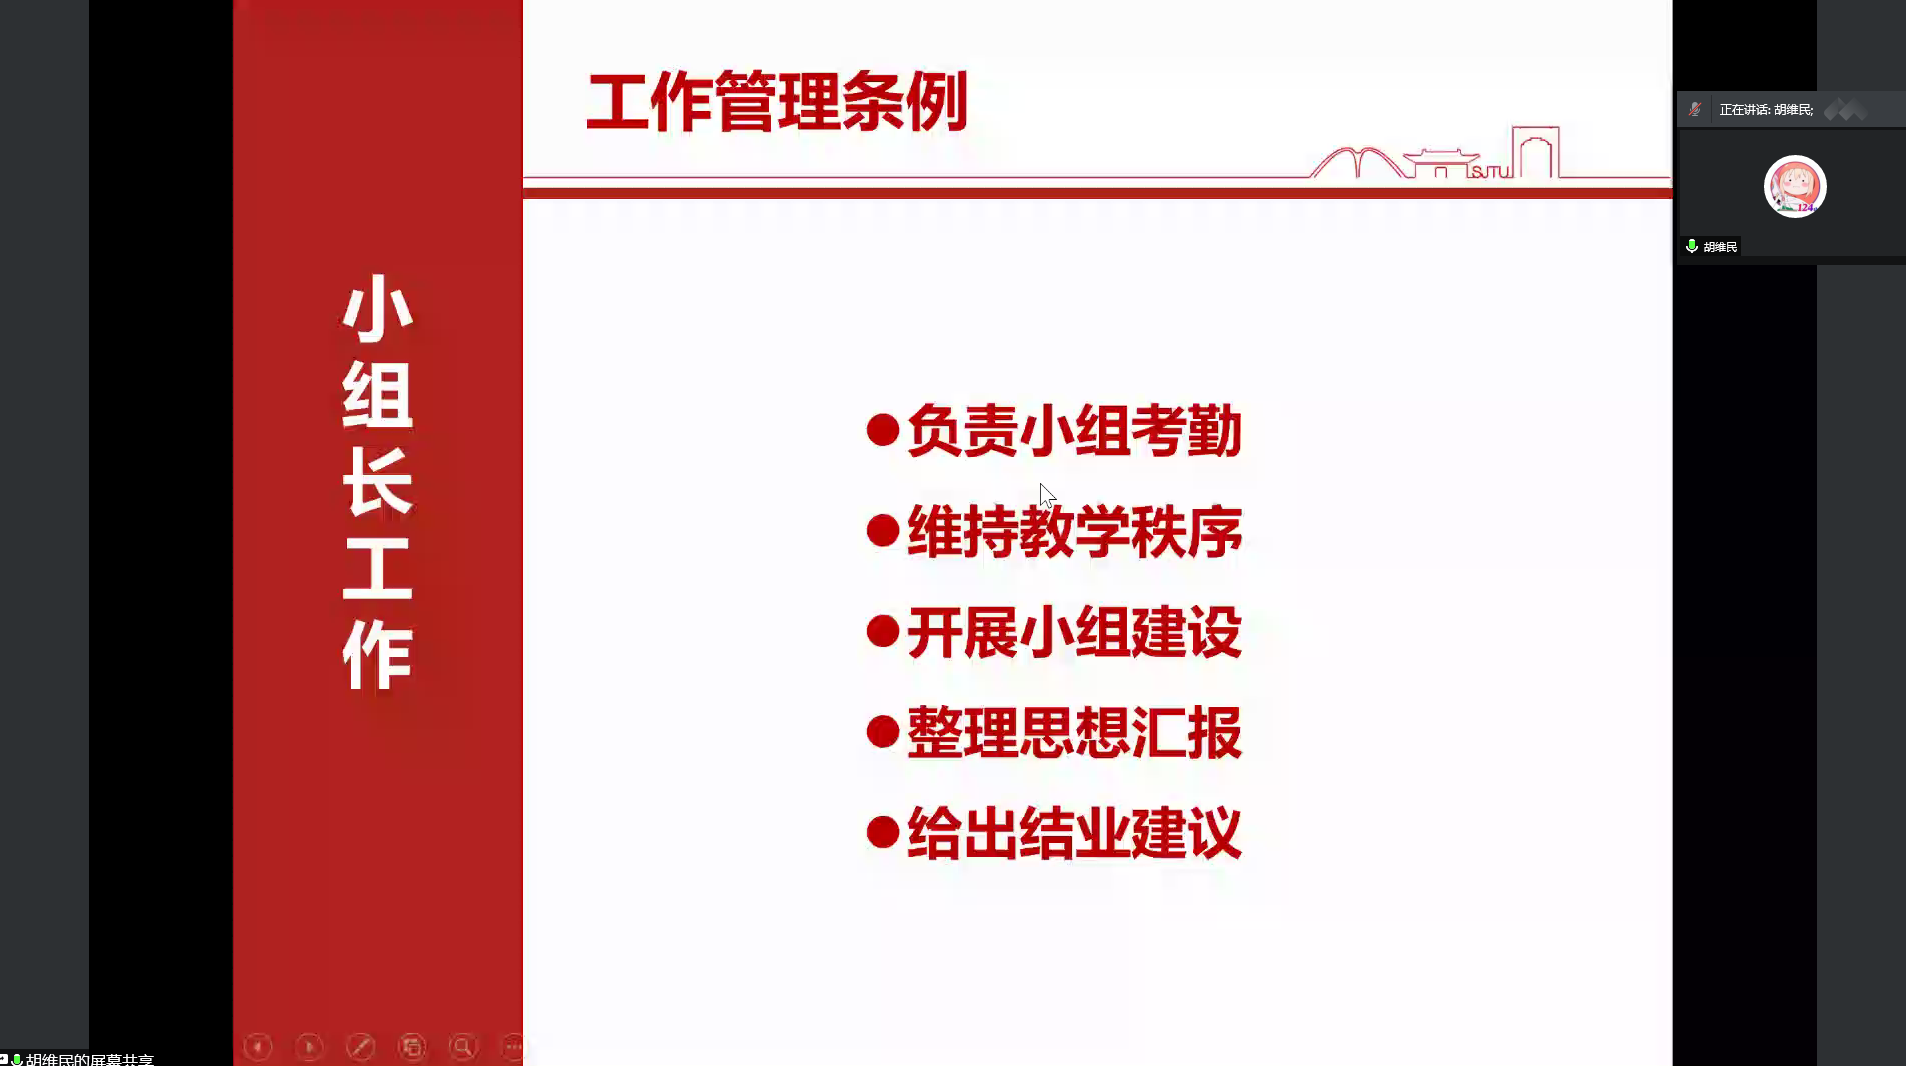 工作管理条例
SJTU
小组长工作
●负责小组考勤
●维持教学秩序
●开展小组建设
●整理思想汇报
●给出结业建议
正在讲话: 胡维民;
124
胡维民
胡维民的屏幕共享